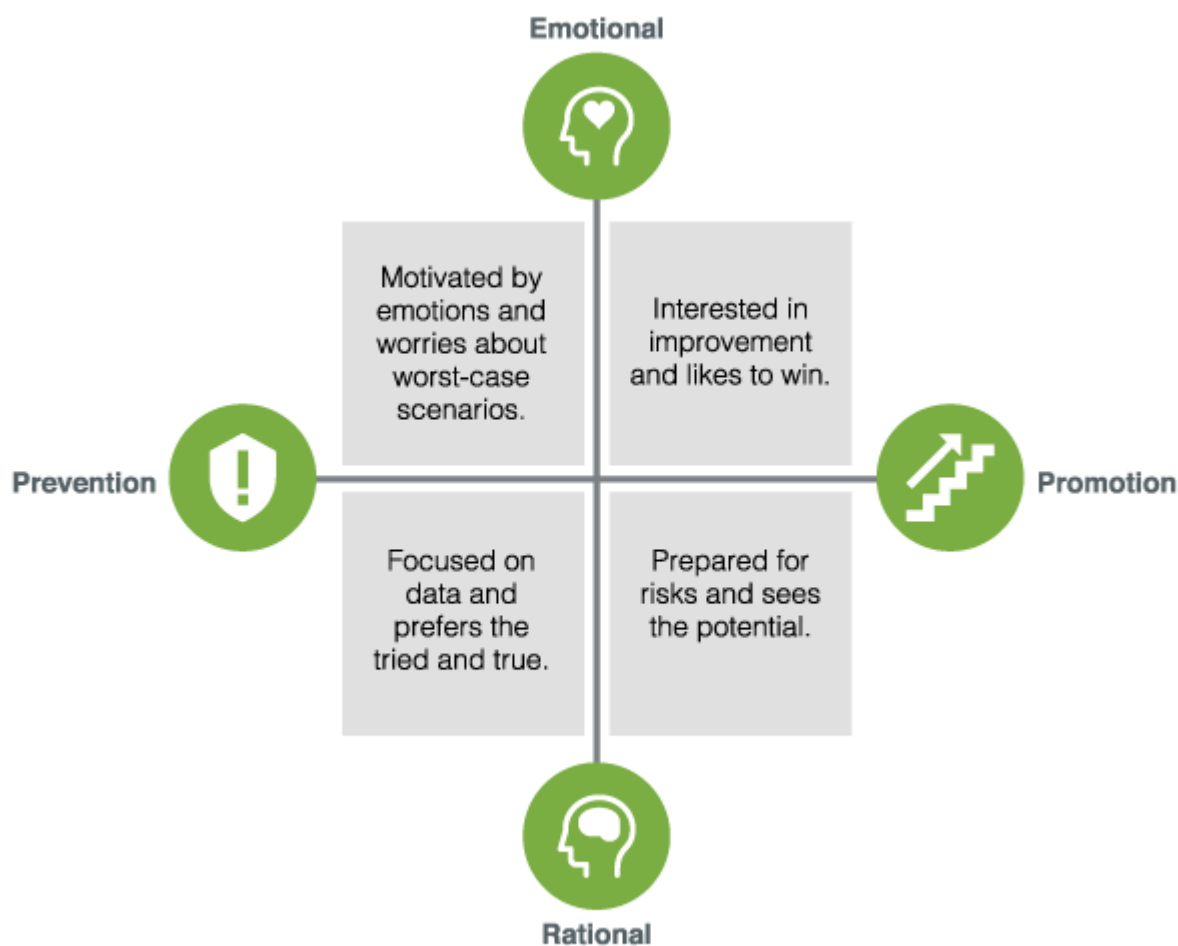 Emotional
Motivated by
emotions and
worries about
worst-case
scenarios.
Interested in
improvement
and likes to win.
Prevention
Promotion
Focused on
data and
prefers the
tried and true.
Prepared for
risks and sees
the potential.
Rational